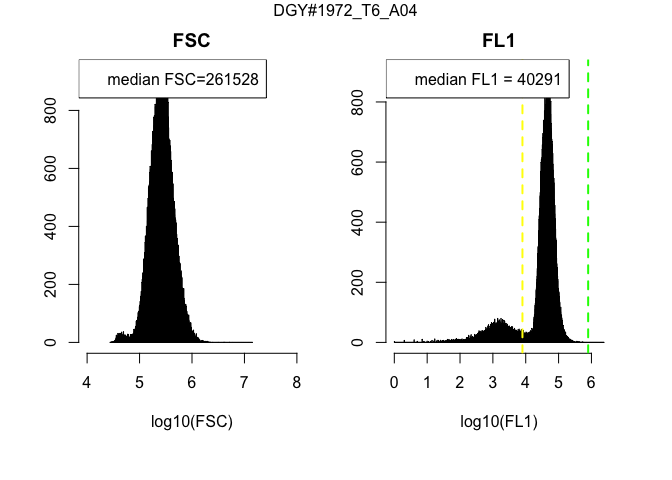 DGY#1972_T6_A04
FSC
median FSC=261528
800
600
400
200
0
4 5 6 7 8
log10(FSC)
FL1
median FL1 = 40291
800
600
400
200
0
0 1 2 3 4 5 6
log10(FL1)